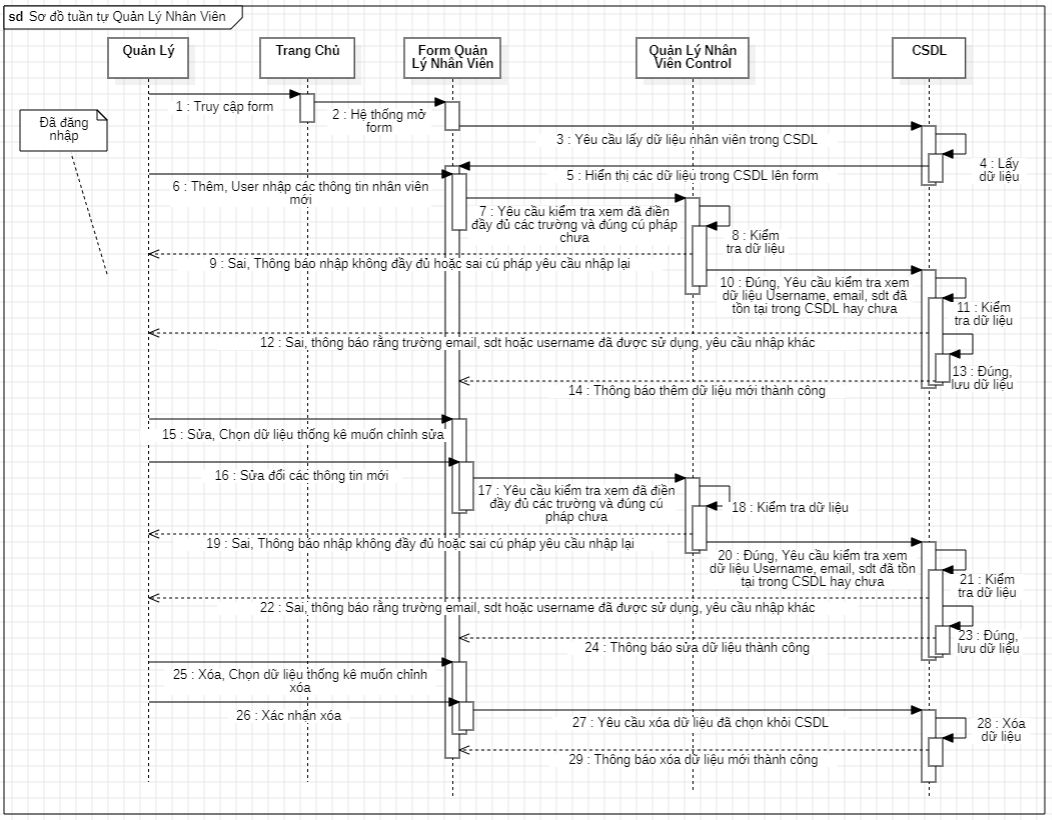 sd Sơ đồ tuần tự Quản Lý Nhân Viên
Quản Lý
Trang Chủ
Form Quản
Lý Nhân Viên
Quản Lý Nhân
Viên Control
CSDL
Đã đăng
nhập
1 : Truy cập form
2 : Hệ thống mở
form
3 : Yêu cầu lấy dữ liệu nhân viên trong CSDL
4 : Lấy
dữ liệu
5 : Hiển thị các dữ liệu trong CSDL lên form
6 : Thêm, User nhập các thông tin nhân viên
mới
7 : Yêu cầu kiểm tra xem đã điền
đầy đủ các trường và đúng cú pháp
chưa
8 : Kiểm
tra dữ liệu
9 : Sai, Thông báo nhập không đầy đủ hoặc sai cú pháp yêu cầu nhập lại
10 : Đúng, Yêu cầu kiểm tra xem
dữ liệu Username, email, sdt đã
tồn tại trong CSDL hay chưa
11 : Kiểm
tra dữ liệu
12 : Sai, thông báo rằng trường email, sdt hoặc username đã được sử dụng, yêu cầu nhập khác
13 : Đúng,
lưu dữ liệu
14 : Thông báo thêm dữ liệu mới thành công
15 : Sửa, Chọn dữ liệu thống kê muốn chỉnh sửa
16 : Sửa đổi các thông tin mới
17 : Yêu cầu kiểm tra xem đã điền
đầy đủ các trường và đúng cú
pháp chưa
18 : Kiểm tra dữ liệu
19 : Sai, Thông báo nhập không đầy đủ hoặc sai cú pháp yêu cầu nhập lại
20 : Đúng, Yêu cầu kiểm tra xem
dữ liệu Username, email, sdt đã tồn
tại trong CSDL hay chưa
21 : Kiểm
tra dữ liệu
22 : Sai, thông báo rằng trường email, sdt hoặc username đã được sử dụng, yêu cầu nhập khác
23 : Đúng,
lưu dữ liệu
24 : Thông báo sửa dữ liệu thành công
25 : Xóa, Chọn dữ liệu thống kê muốn chỉnh
xóa
26 : Xác nhận xóa
27 : Yêu cầu xóa dữ liệu đã chọn khỏi CSDL
28 : Xóa
dữ liệu
29 : Thông báo xóa dữ liệu mới thành công